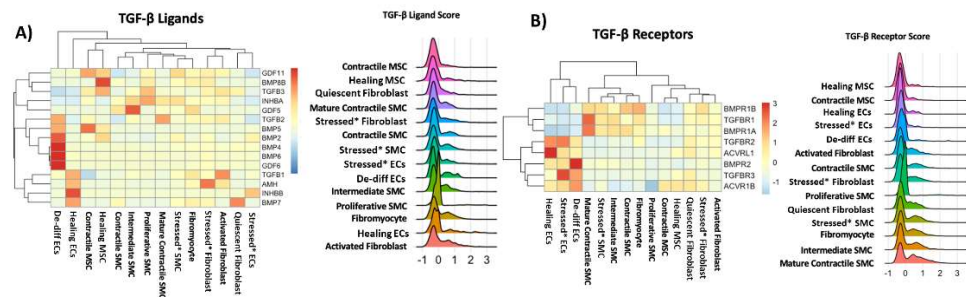 A)
TGF-β Ligands
GDF11
BMP8B
TGFB3
INHBA
GDF5
TGFB2
BMP5
BMP2
BMP4
BMP6
GDF6
TGFB1
AMH
INHBB
BMP7
De-diff ECs
Healing ECs
Contractile MSC
Healing MSC
Contractile SMC
Intermediate SMC
Proliferative SMC
Mature Contractile SMC
Stressed* SMC
Fibromyocyte
Stressed* Fibroblast
Activated Fibroblast
Quiescent Fibroblast
Stressed* ECs
TGF-β Ligand Score
Contractile MSC
Healing MSC
Quiescent Fibroblast
Mature Contractile SMC
Stressed* Fibroblast
Contractile SMC
Stressed* SMC
Stressed* ECs
De-diff ECs
Intermediate SMC
Proliferative SMC
Fibromyocyte
Healing ECs
Activated Fibroblast
-1 0 1 2 3
B)
TGF-β Receptors
BMPR1B
TGFBR1
BMPR1A
TGFBR2
ACVRL1
BMPR2
TGFBR3
ACVR1B
3
2
1
0
-1
Healing ECs
Stressed* ECs
De-diff ECs
Mature Contractile SMC
Stressed* SMC
Intermediate SMC
Contractile SMC
Fibromyocyte
Proliferative SMC
Contractile MSC
Healing MSC
Quiescent Fibroblast
Stressed* Fibroblast
Activated Fibroblast
TGF-β Receptor Score
Healing MSC
Contractile MSC
Healing ECs
Stressed* ECs
De-diff ECs
Activated Fibroblast
Contractile SMC
Stressed* Fibroblast
Proliferative SMC
Quiescent Fibroblast
Stressed* SMC
Fibromyocyte
Intermediate SMC
Mature Contractile SMC
-1 0 1 2 3